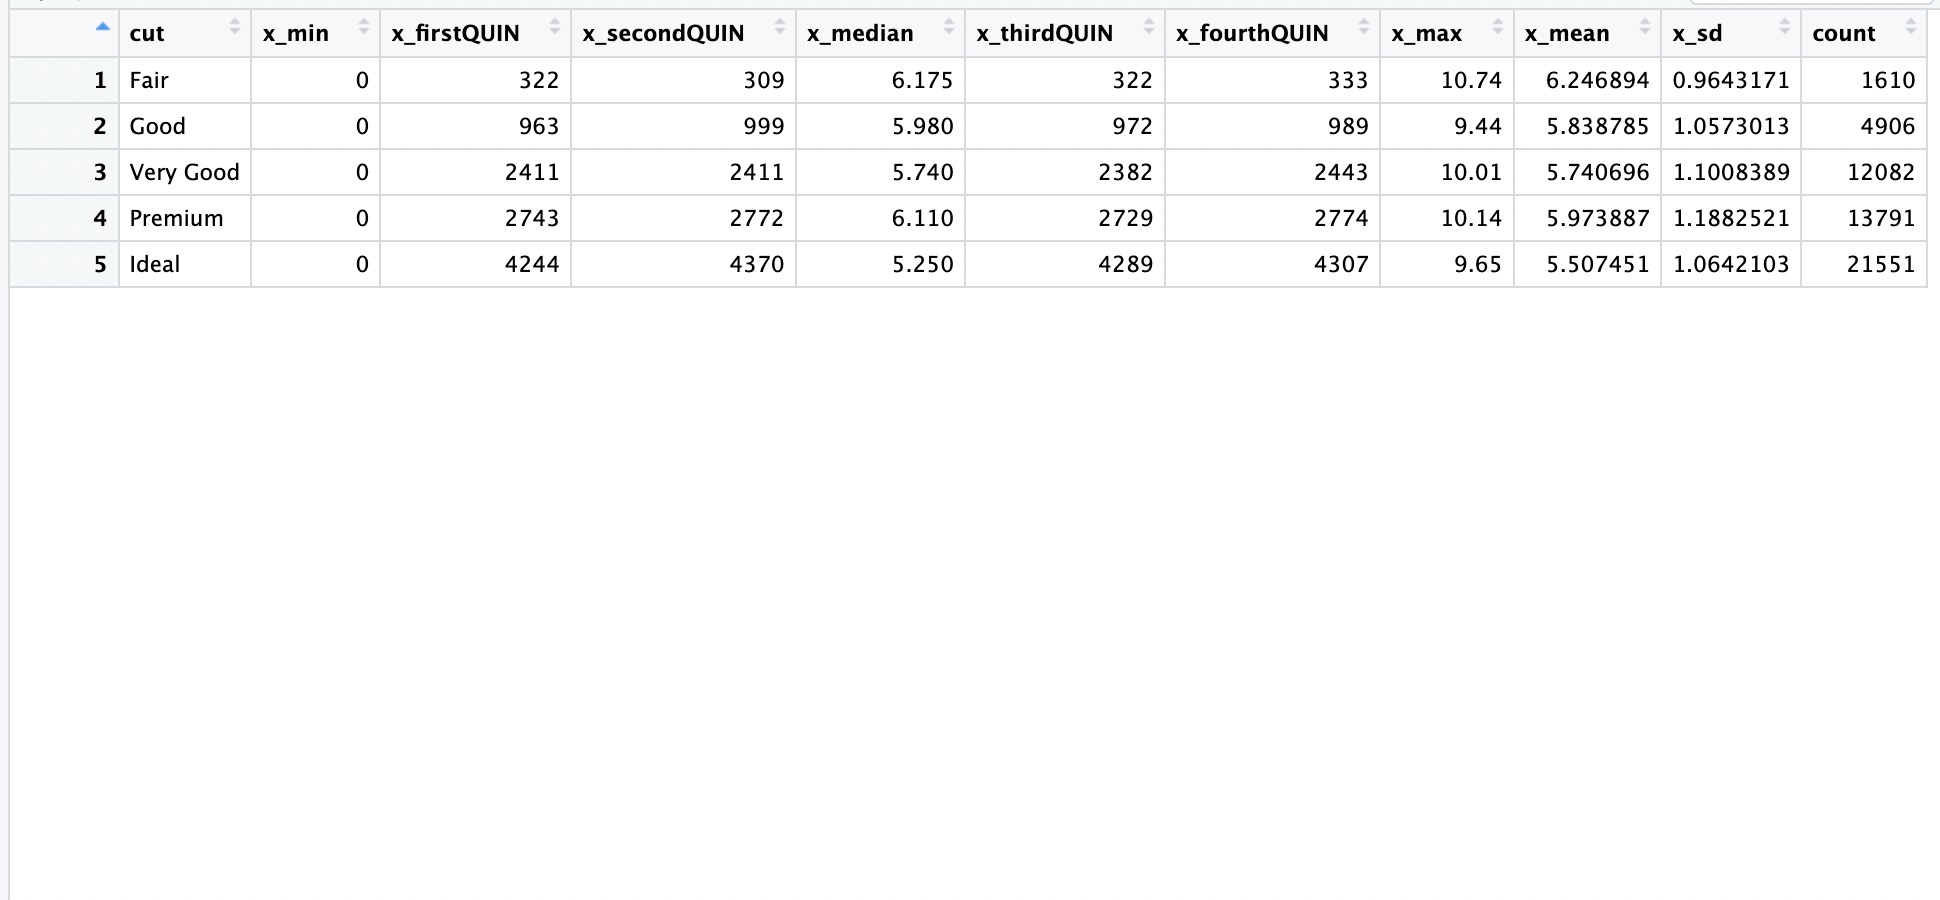 cut x_min x_firstQUIN x_secondQUIN x_median x_thirdQUIN x_fourthQUIN x_max x_mean x_sd count
1 Fair 0 322 309 6.175 322 333 10.74 6.246894 0.9643171 1610
2 Good 0 963 999 5.980 972 989 9.44 5.838785 1.0573013 4906
3 Very Good 0 2411 2411 5.740 2382 2443 10.01 5.740696 1.1008389 12082
4 Premium 0 2743 2772 6.110 2729 2774 10.14 5.973887 1.1882521 13791
5 Ideal 0 4244 4370 5.250 4289 4307 9.65 5.507451 1.0642103 21551